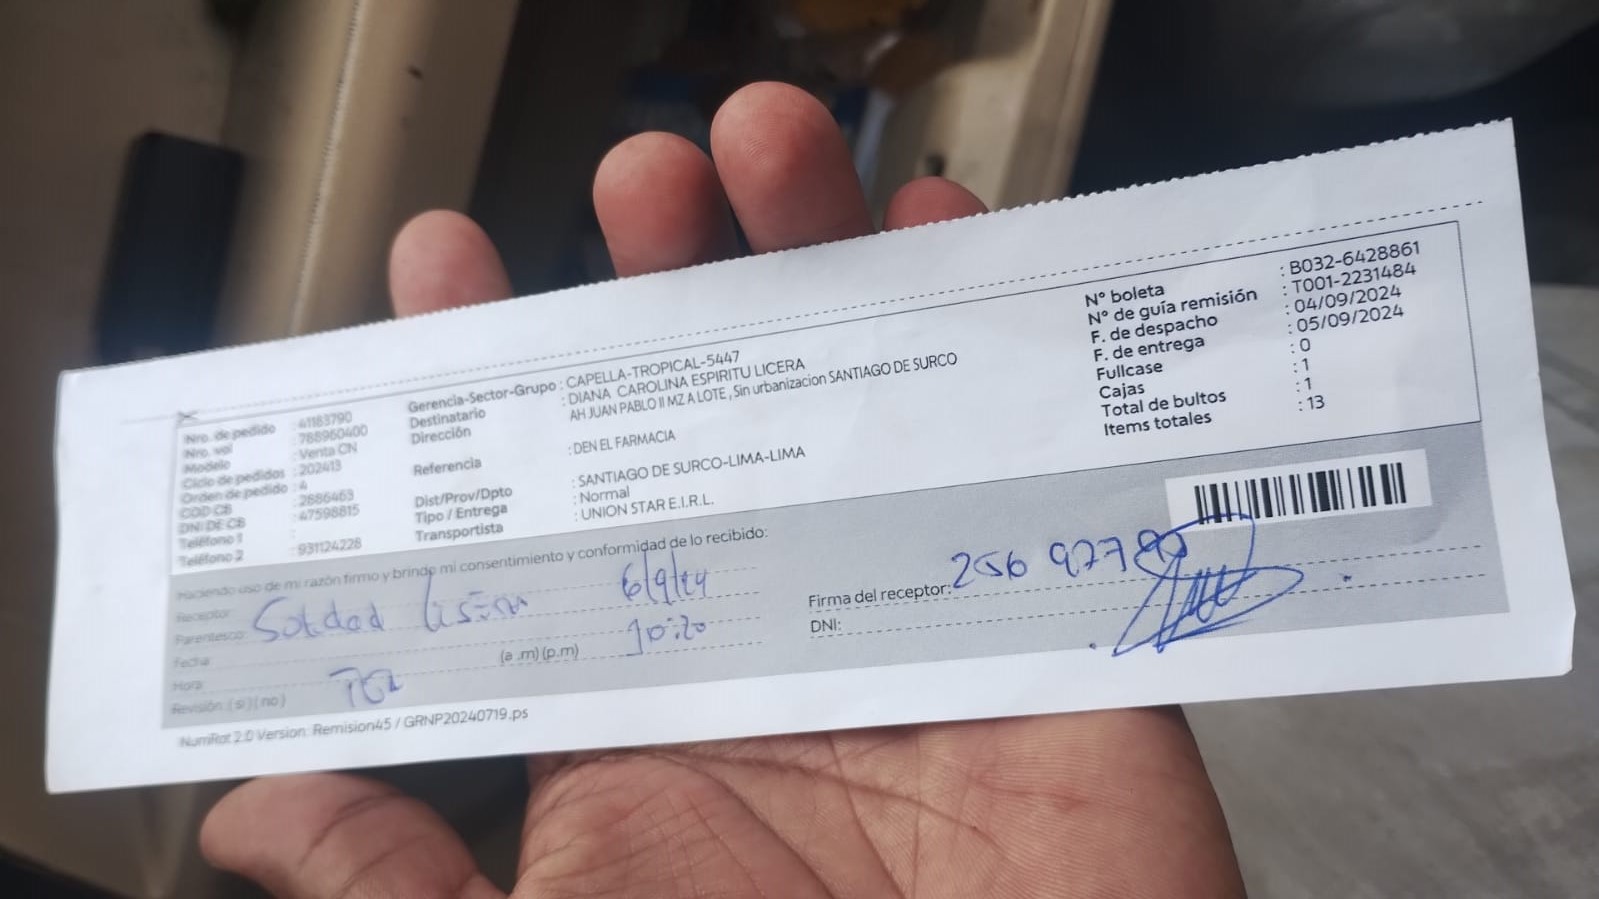 Nro. de pedido : 41183790
Nro. vol : 788960400
Modelo : Venta CN
Ciclo de pedidos : 202413
Orden de pedido : 4
COD CB : 2886463
DNI DE CB : 47598815
Teléfono 1 :
Teléfono 2 : 931124228
Gerencia-Sector-Grupo : CAPELLA-TROPICAL-5447
Destinatario : DIANA CAROLINA ESPIRITU LICERA
Dirección AH JUAN PABLO II MZ A LOTE , Sin urbanizacion SANTIAGO DE SURCO
Referencia : DEN EL FARMACIA
Dist/Prov/Dpto : SANTIAGO DE SURCO-LIMA-LIMA
Tipo / Entrega : Normal
Transportista : UNION STAR E.I.R.L.
N° boleta : B032-6428861
N° de guía remisión : T001-2231484
F. de despacho : 04/09/2024
F. de entrega : 05/09/2024
Fullcase : 0
Cajas : 1
Total de bultos : 1
Items totales : 13
Haciendo uso de mi razón firmo y brindo mi consentimiento y conformidad de lo recibido:
Receptor:
Parentesco:
Fecha 6/9/24
Hora: (a .m) (p.m) 10:20
Revisión: ( si ) ( no )
Firma del receptor: 256 927
DNI:
NumRot 2.0 Version: Remision45 / GRNP20240719.ps